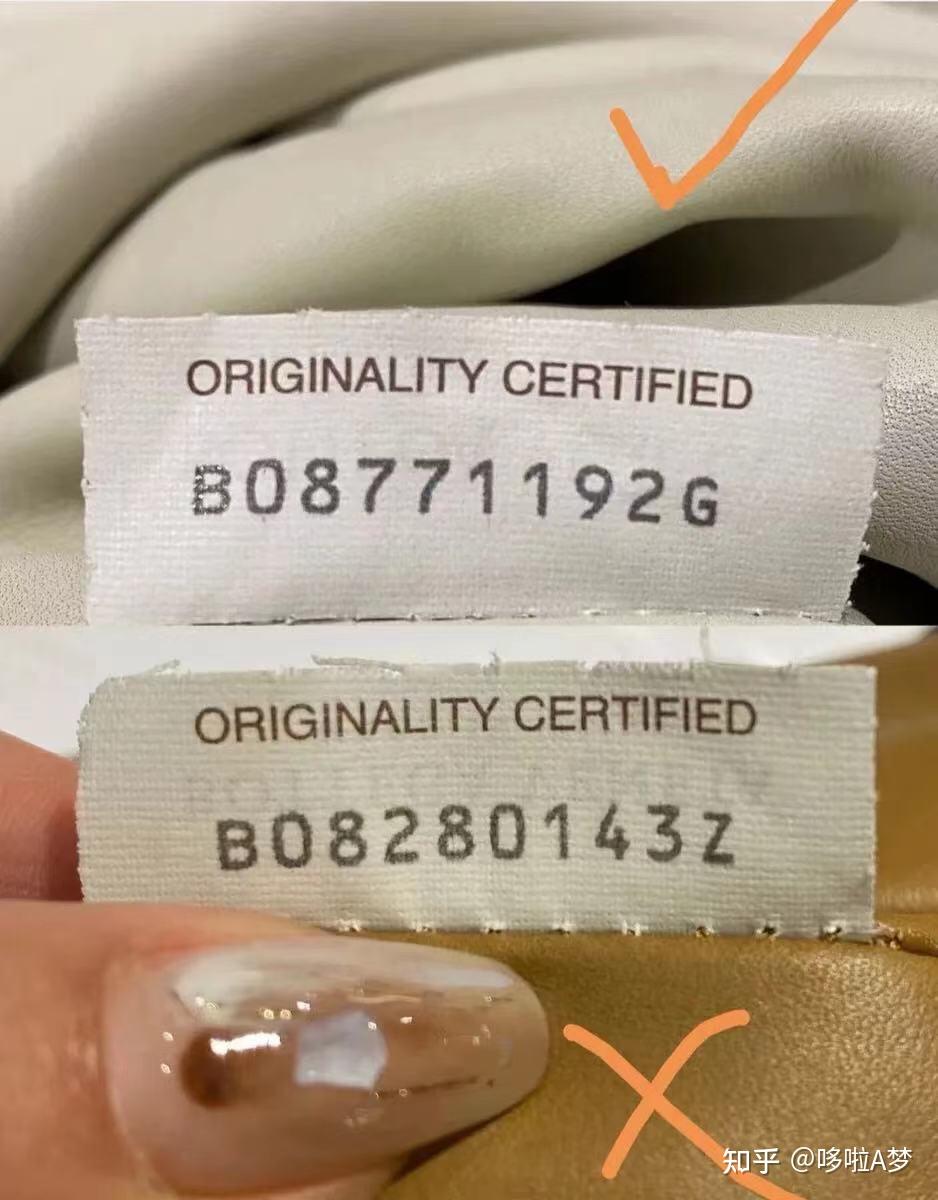 ORIGINALITY CERTIFIED
B08771192G
ORIGINALITY CERTIFIED
B08280143Z
知乎 @哆啦A梦